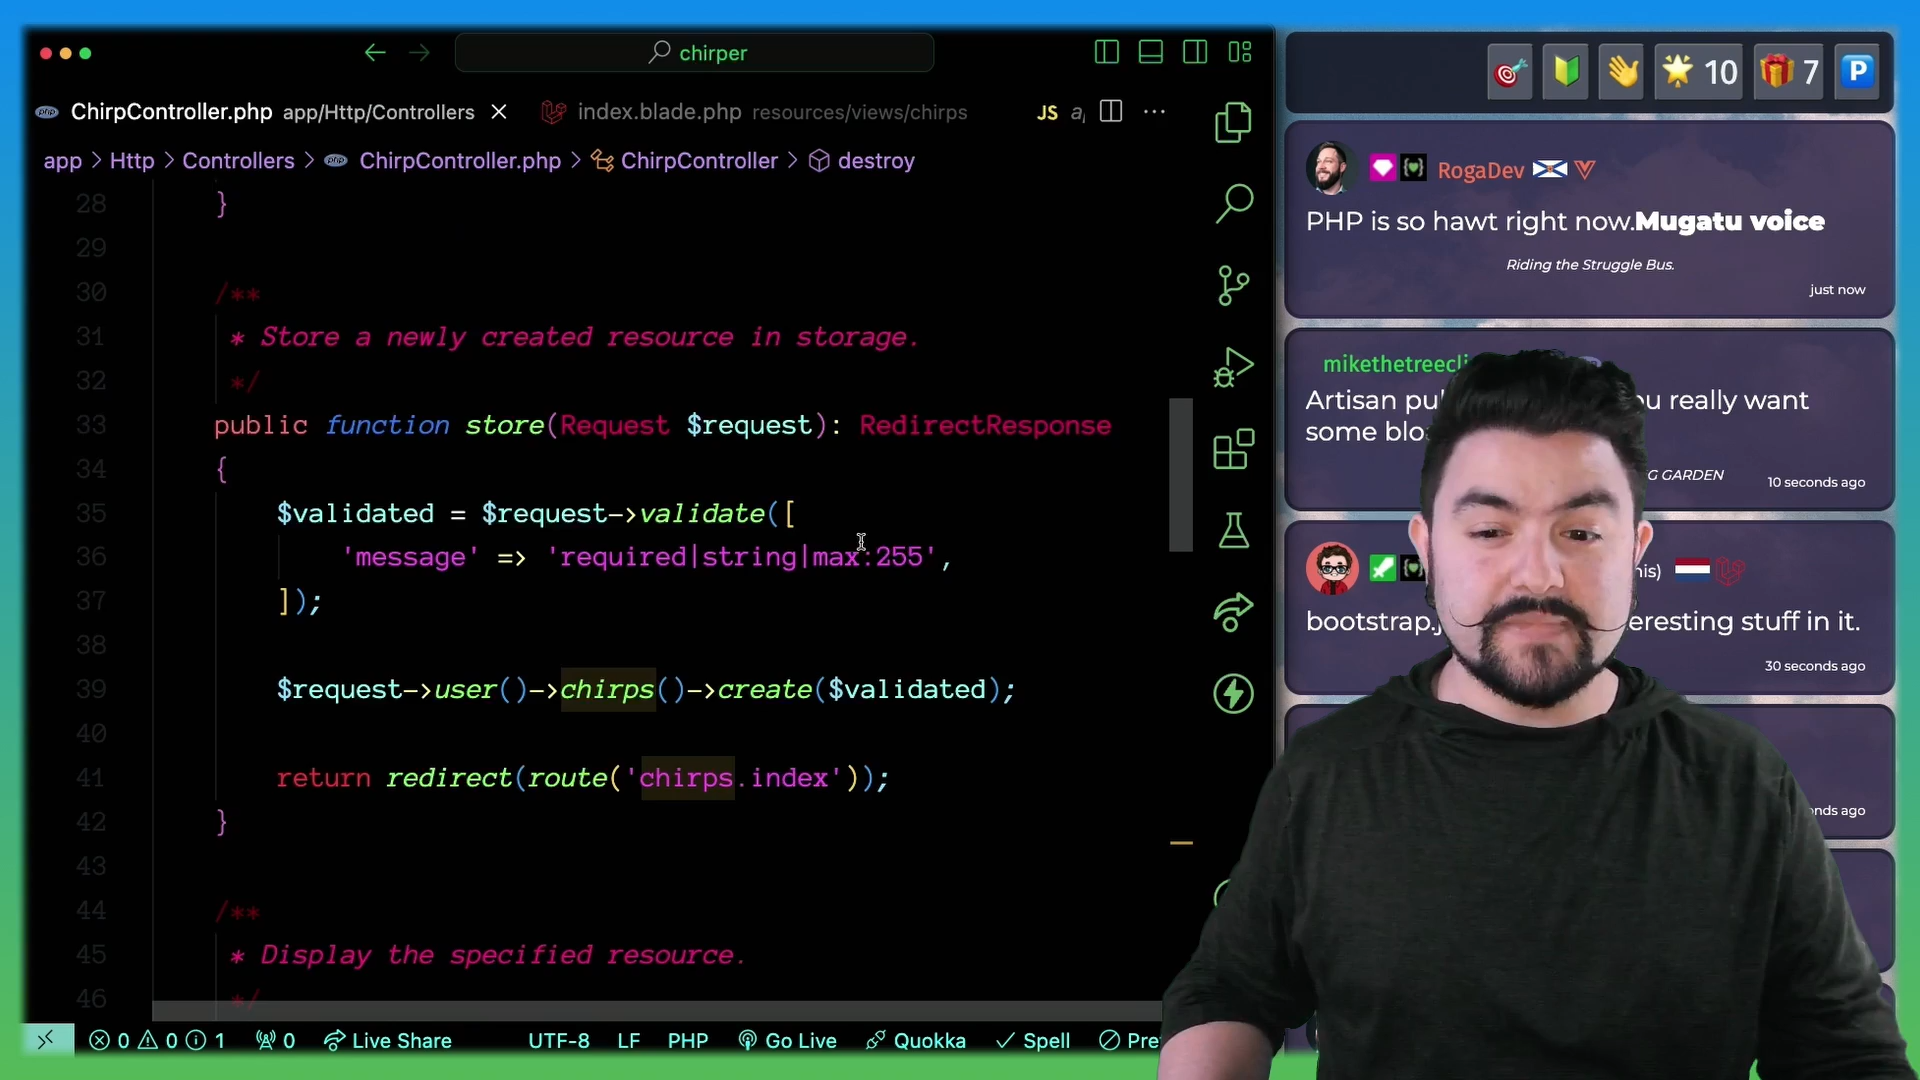 chirper
ChirpController.php app/Http/Controllers
index.blade.php resources/views/chirps
JS
app > Http > Controllers > ChirpController.php > ChirpController > destroy
28 }
29
30 /**
31 * Store a newly created resource in storage.
32 */
33 public function store(Request $request): RedirectResponse
34 {
35 $validated = $request->validate([
36 'message' => 'required|string|max:255',
37 ]);
38
39 $request->user()->chirps()->create($validated);
40
41 return redirect(route('chirps.index'));
42 }
43
44 /**
45 * Display the specified resource.
46 */
0 0 1 0 Live Share UTF-8 LF PHP Go Live Quokka Spell
10 7 P
RogaDev
PHP is so hawt right now.Mugatu voice
Riding the Struggle Bus.
just now
Artisan really want
GARDEN
10 seconds ago
eresting stuff in it.
30 seconds ago
ago